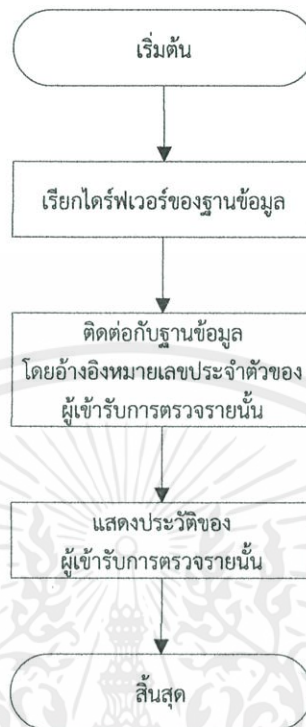 เริ่มต้น
เรียกไดร์ฟเวอร์ของฐานข้อมูล
ติดต่อกับฐานข้อมูล
โดยอ้างอิงหมายเลขประจำตัวของ
ผู้เข้ารับการตรวจรายนั้น
แสดงประวัติของ
ผู้เข้ารับการตรวจรายนั้น
สิ้นสุด